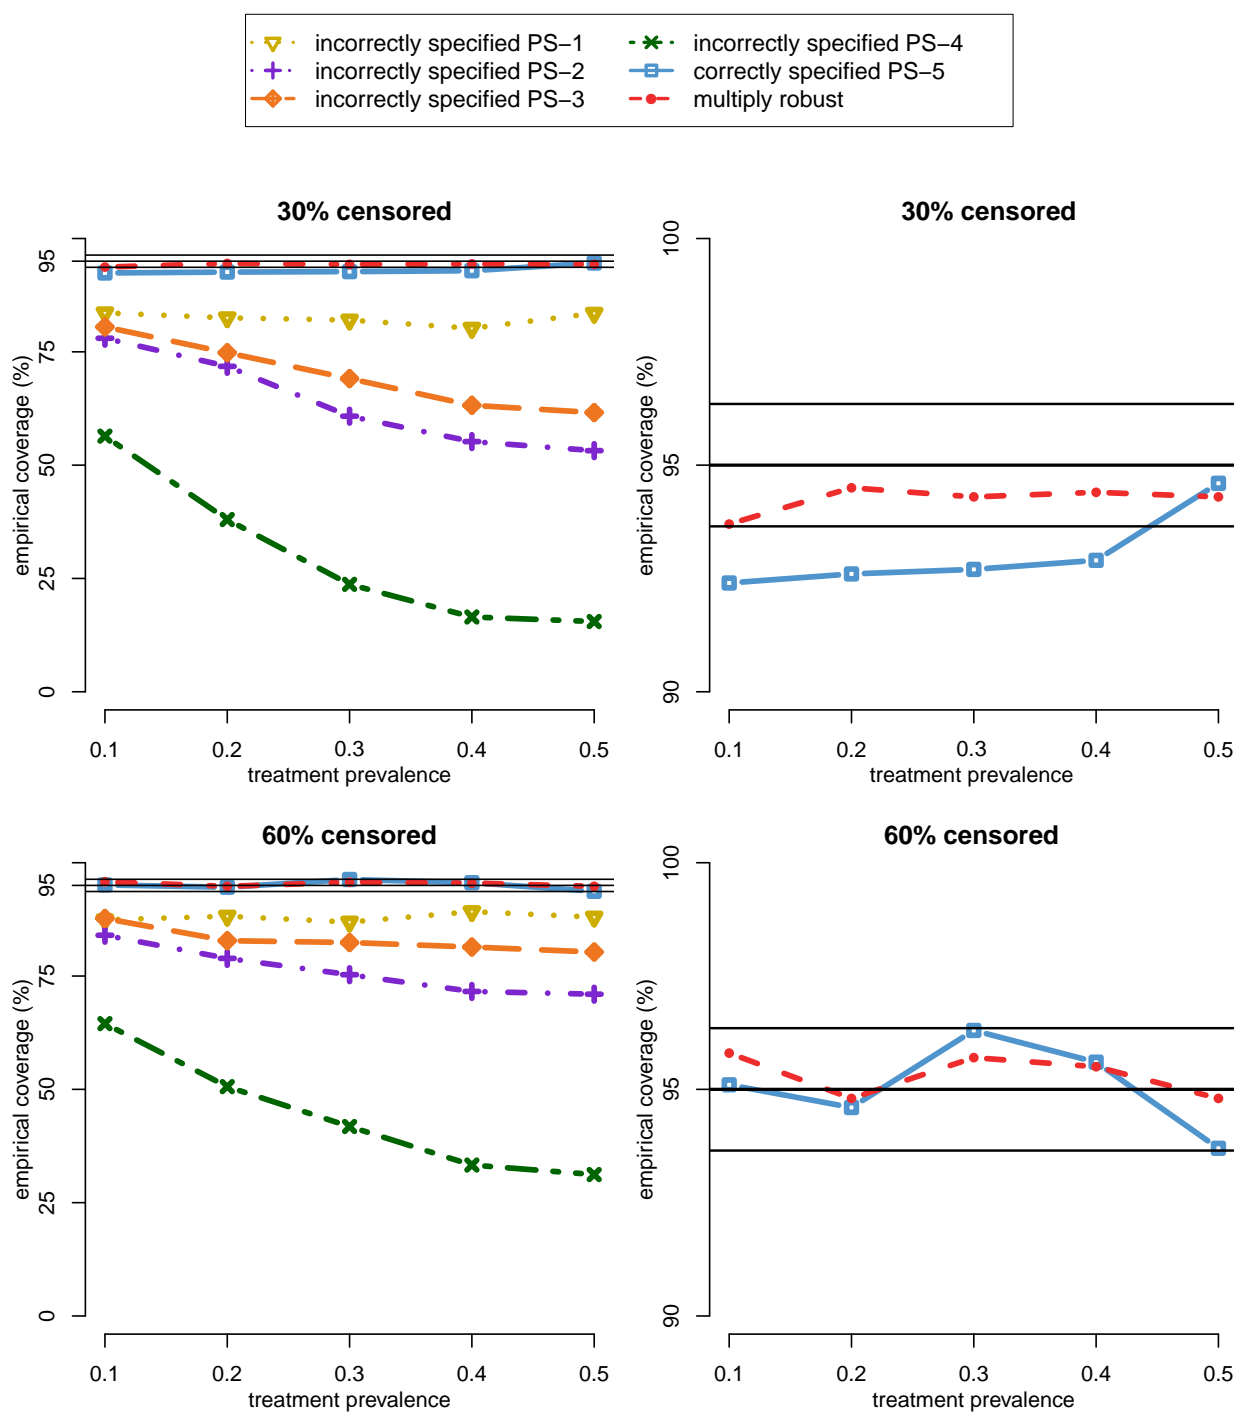 incorrectly specified PS−1
incorrectly specified PS−2
incorrectly specified PS−3
incorrectly specified PS−4
correctly specified PS−5
multiply robust
30% censored
empirical coverage (%)
95
75
50
25
0
0.1 0.2 0.3 0.4 0.5
treatment prevalence
30% censored
empirical coverage (%)
100
95
90
0.1 0.2 0.3 0.4 0.5
treatment prevalence
60% censored
empirical coverage (%)
95
75
50
25
0
0.1 0.2 0.3 0.4 0.5
treatment prevalence
60% censored
empirical coverage (%)
100
95
90
0.1 0.2 0.3 0.4 0.5
treatment prevalence